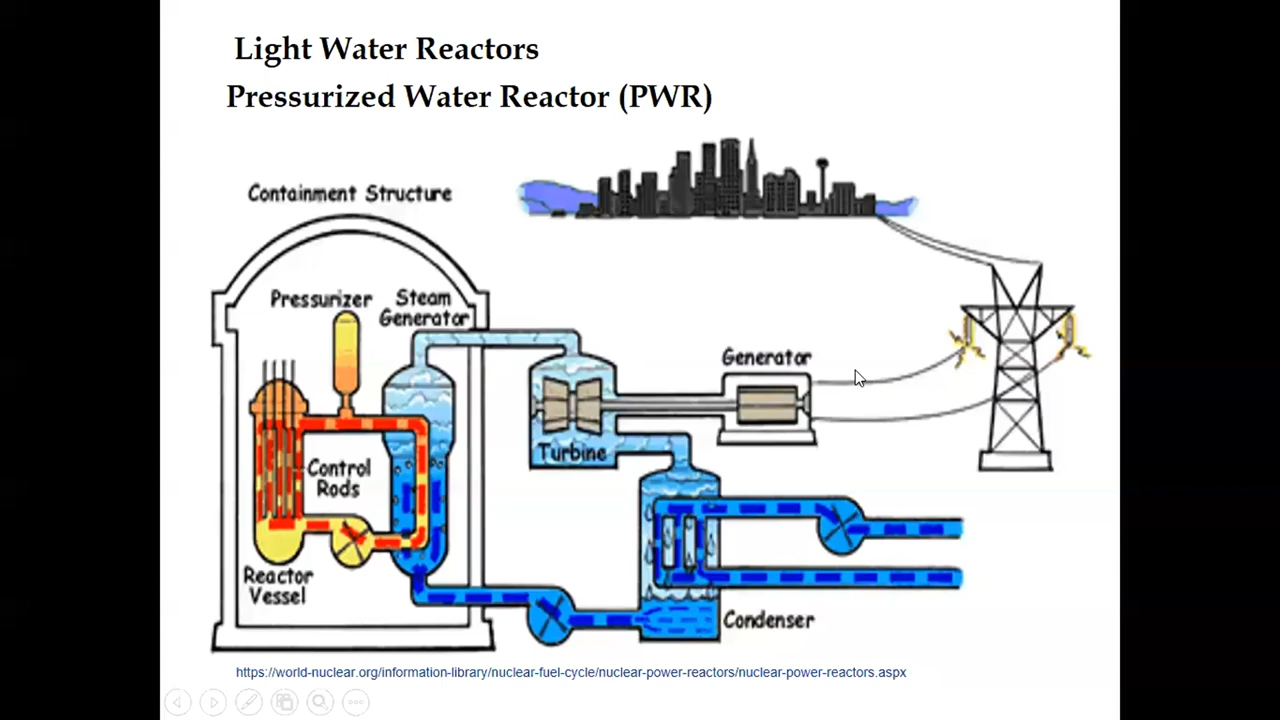 Light Water Reactors
Pressurized Water Reactor (PWR)
Containment Structure
Pressurizer
Steam
Generator
Generator
Turbine
Control
Rods
Reactor
Vessel
Condenser
https://world-nuclear.org/information-library/nuclear-fuel-cycle/nuclear-power-reactors/nuclear-power-reactors.aspx